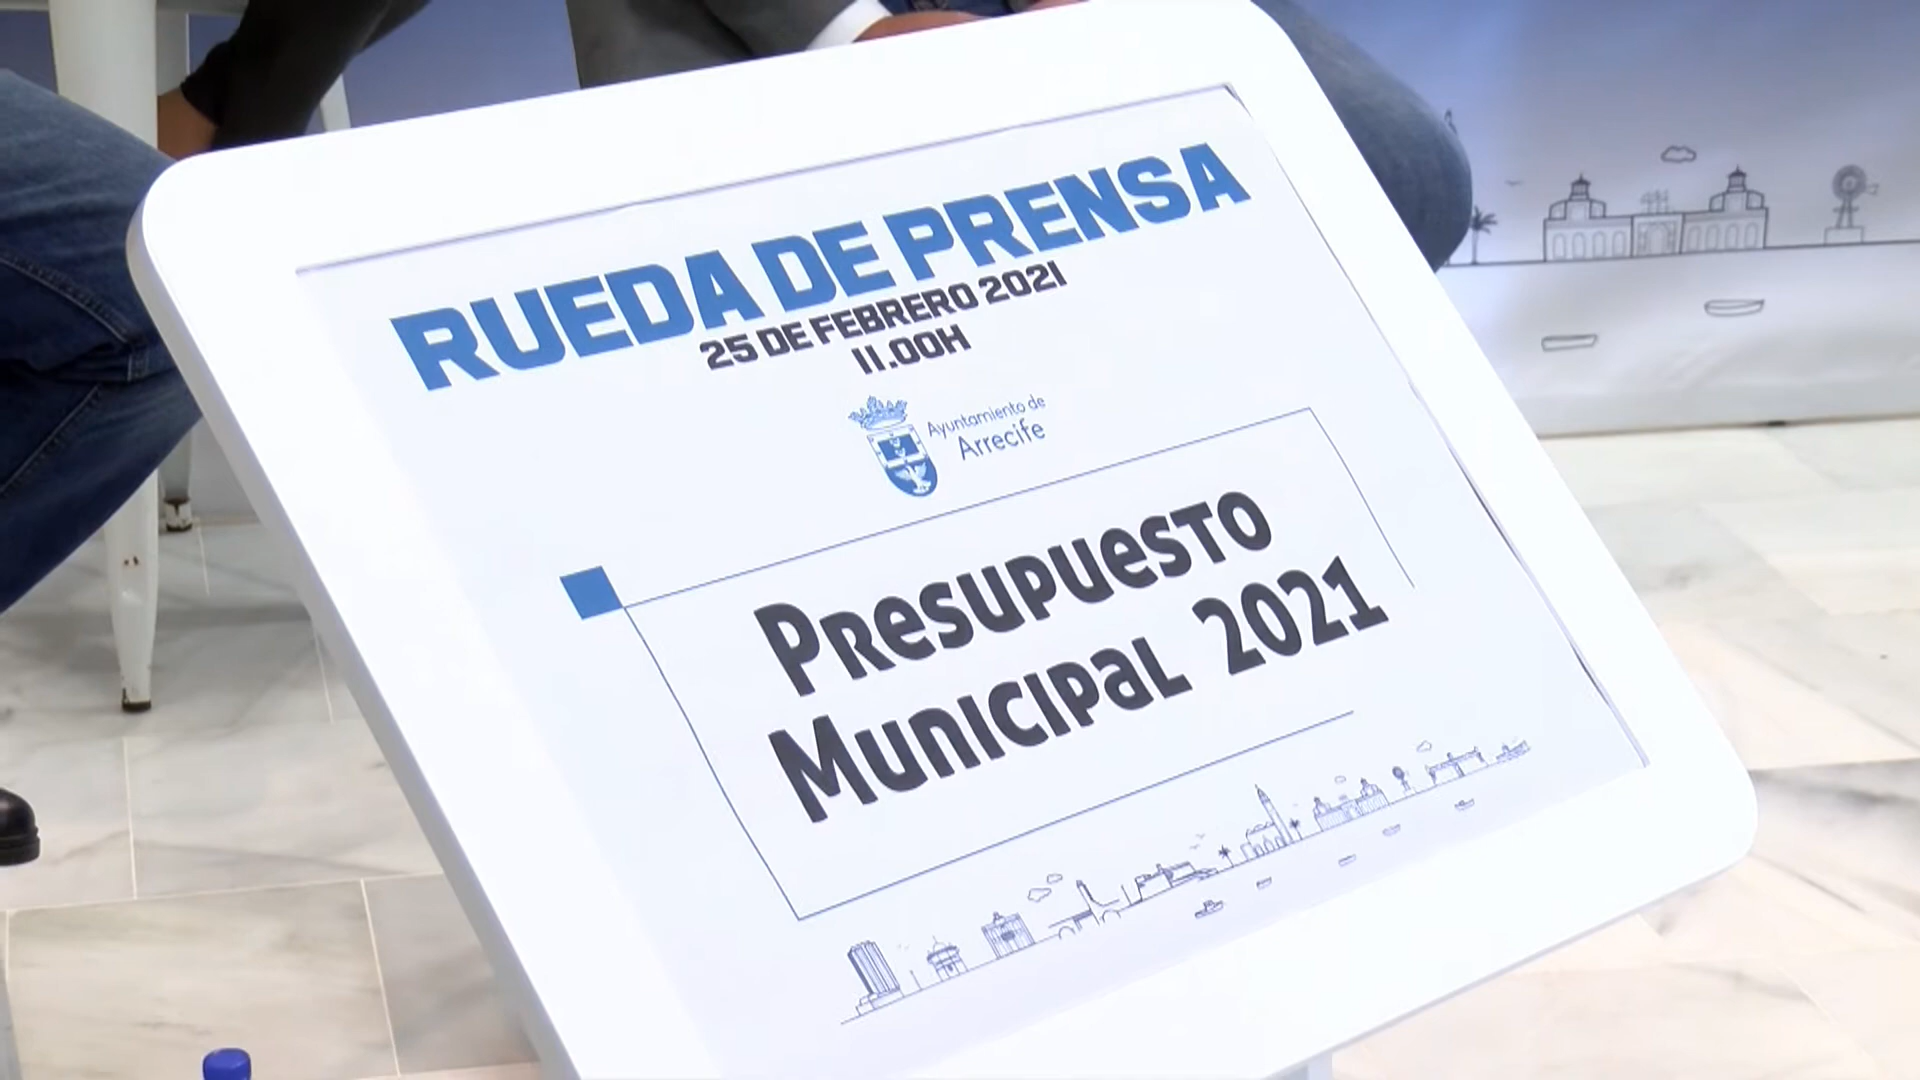 RUEDA DE PRENSA
25 DE FEBRERO 2021
11.00H
Ayuntamiento de
Arrecife
PResupuesTo
MunicipaL 2021